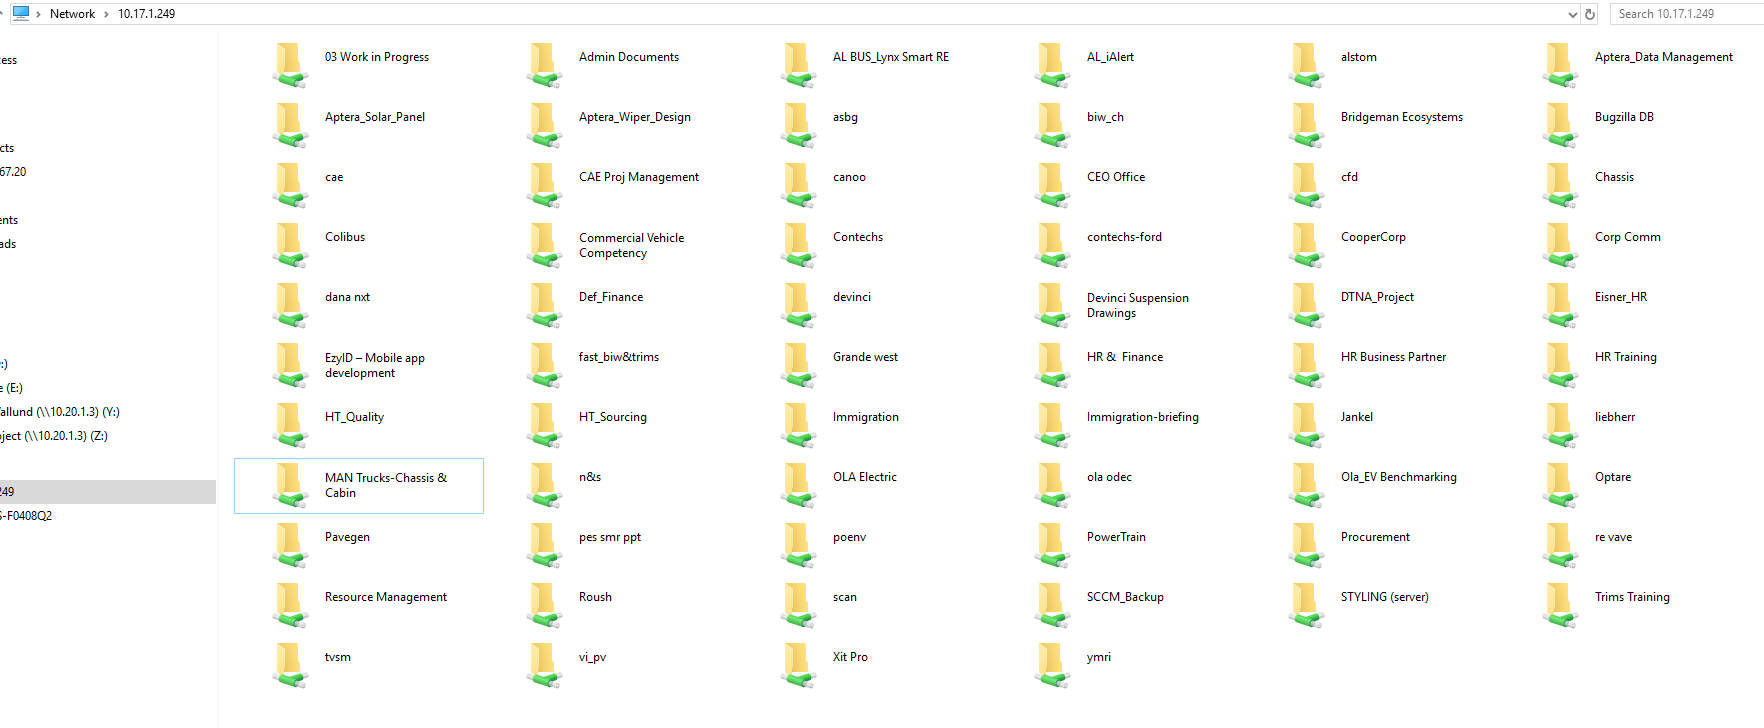 Network > 10.17.1.249
Search 10.17.1.249
ess
cts
67.20
ents
ads
:)
e (E:)
allund (\\10.20.1.3) (Y:)
oject (\\10.20.1.3) (Z:)
249
S-F0408Q2
03 Work in Progress
Admin Documents
AL BUS_Lynx Smart RE
AL_iAlert
alstom
Aptera_Data Management
Aptera_Solar_Panel
Aptera_Wiper_Design
asbg
biw_ch
Bridgeman Ecosystems
Bugzilla DB
cae
CAE Proj Management
canoo
CEO Office
cfd
Chassis
Colibus
Commercial Vehicle
Competency
Contechs
contechs-ford
CooperCorp
Corp Comm
dana nxt
Def_Finance
devinci
Devinci Suspension
Drawings
DTNA_Project
Eisner_HR
EzyID – Mobile app
development
fast_biw&trims
Grande west
HR &  Finance
HR Business Partner
HR Training
HT_Quality
HT_Sourcing
Immigration
Immigration-briefing
Jankel
liebherr
MAN Trucks-Chassis &
Cabin
n&s
OLA Electric
ola odec
Ola_EV Benchmarking
Optare
Pavegen
pes smr ppt
poenv
PowerTrain
Procurement
re vave
Resource Management
Roush
scan
SCCM_Backup
STYLING (server)
Trims Training
tvsm
vi_pv
Xit Pro
ymri